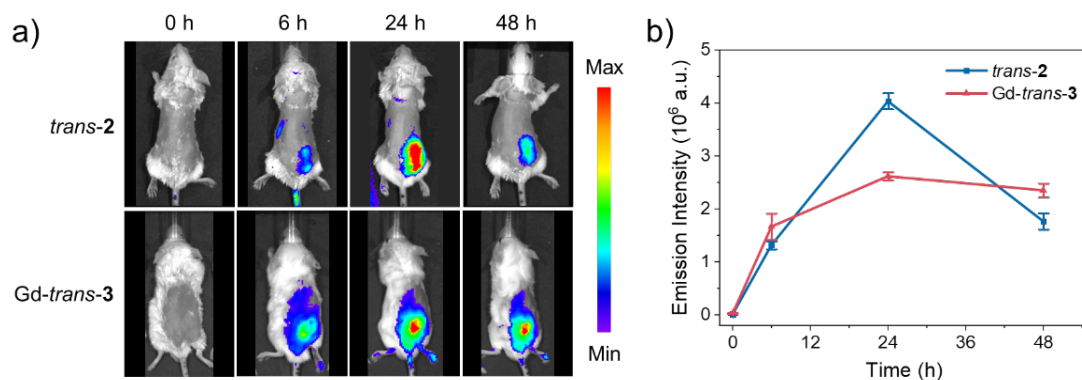 a)
0 h 6 h 24 h 48 h
trans-2
Gd-trans-3
Max
Min
b)
Emission Intensity (10⁶ a.u.)
5
4
3
2
1
0
trans-2
Gd-trans-3
0 12 24 36 48
Time (h)